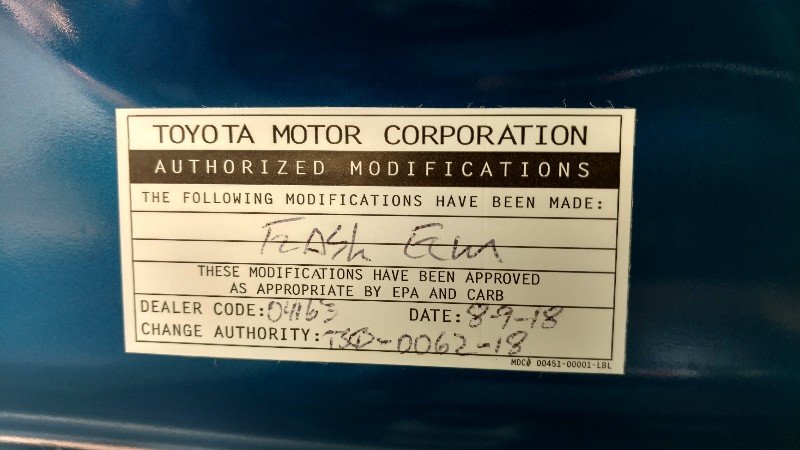 TOYOTA MOTOR CORPORATION
AUTHORIZED MODIFICATIONS
THE FOLLOWING MODIFICATIONS HAVE BEEN MADE:
FLASH ECM
THESE MODIFICATIONS HAVE BEEN APPROVED
AS APPROPRIATE BY EPA AND CARB
DEALER CODE: 04163 DATE: 8-9-18
CHANGE AUTHORITY: TSB-0062-18
MDC# 00451-00001-LBL